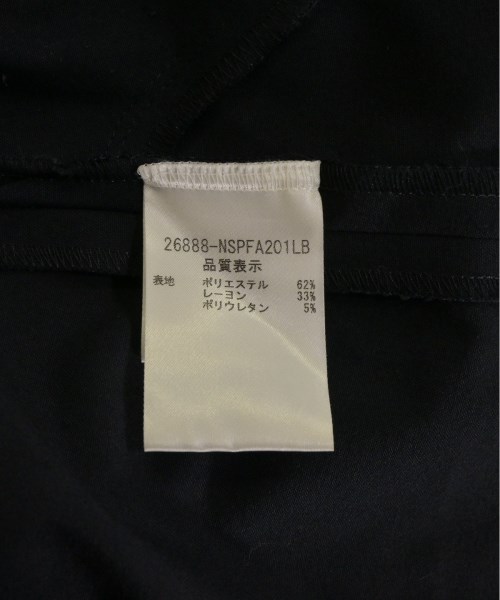 26888-NSPFA201LB
品質表示
表地 ポリエステル 62%
レーヨン 33%
ポリウレタン 5%